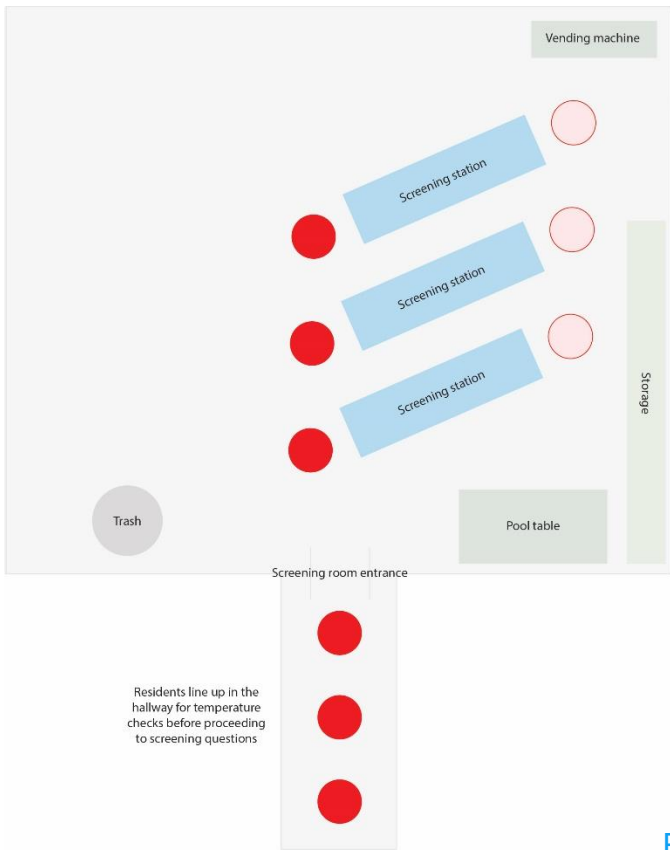 Vending machine
Screening station
Screening station
Screening station
Storage
Trash
Pool table
Screening room entrance
Residents line up in the
hallway for temperature
checks before proceeding
to screening questions